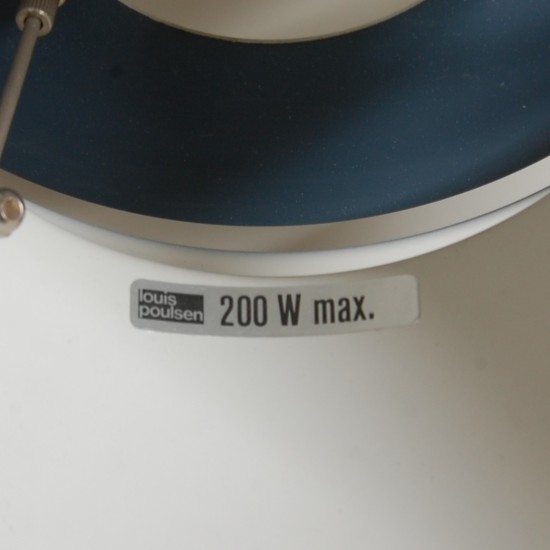 louis
poulsen
200 W max.